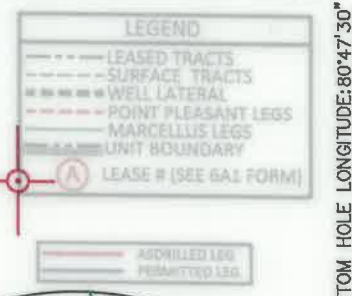 LEGEND
LEASED TRACTS
SURFACE TRACTS
WELL LATERAL
POINT PLEASANT LEGS
MARCELLUS LEGS
UNIT BOUNDARY
A LEASE # (SEE 6A1 FORM)
ASDRILLED LEG
PERMITTED LEG
TOM HOLE LONGITUDE: 80°47'30"